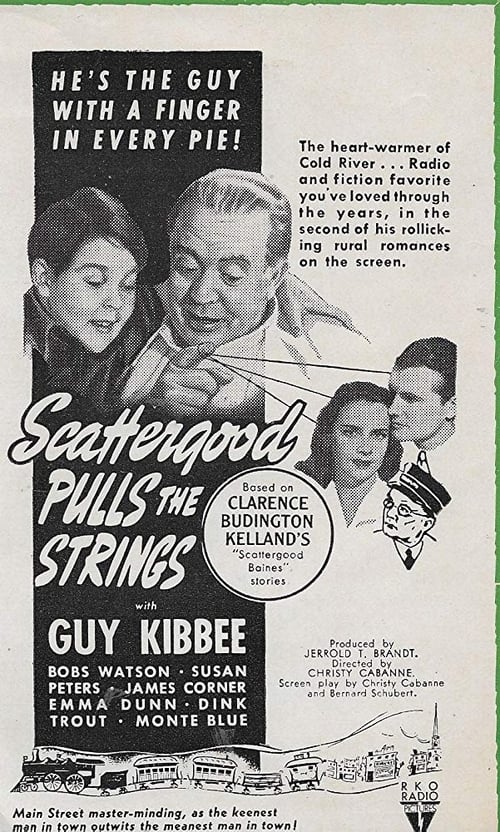 HE'S THE GUY
WITH A FINGER
IN EVERY PIE!
The heart-warmer of
Cold River . . . Radio
and fiction favorite
you've loved through
the years, in the
second of his rollick-
ing rural romances
on the screen.
Scattergood
PULLS THE
STRINGS
Based on
CLARENCE
BUDINGTON
KELLAND'S
"Scattergood
Baines"
stories
with
GUY KIBBEE
BOBS WATSON • SUSAN
PETERS • JAMES CORNER
EMMA DUNN • DINK
TROUT • MONTE BLUE
Produced by
JERROLD T. BRANDT.
Directed by
CHRISTY CABANNE.
Screen play by Christy Cabanne
and Bernard Schubert.
RKO
RADIO
PICTURES
Main Street master-minding, as the keenest
man in town outwits the meanest man in town!